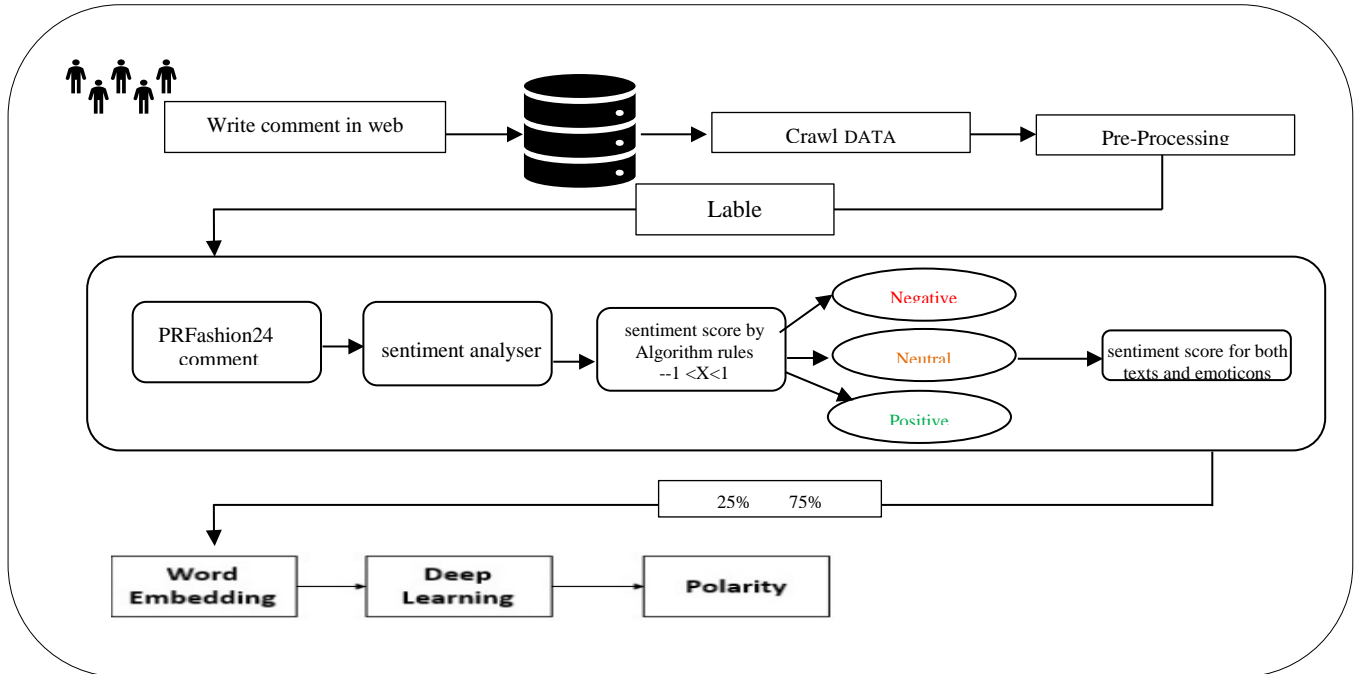 Write comment in web
Crawl DATA
Pre-Processing
Lable
PRFashion24
comment
sentiment analyser
sentiment score by
Algorithm rules
--1 <X<1
Negative
Neutral
Positive
sentiment score for both
texts and emoticons
25% 75%
Word
Embedding
Deep
Learning
Polarity